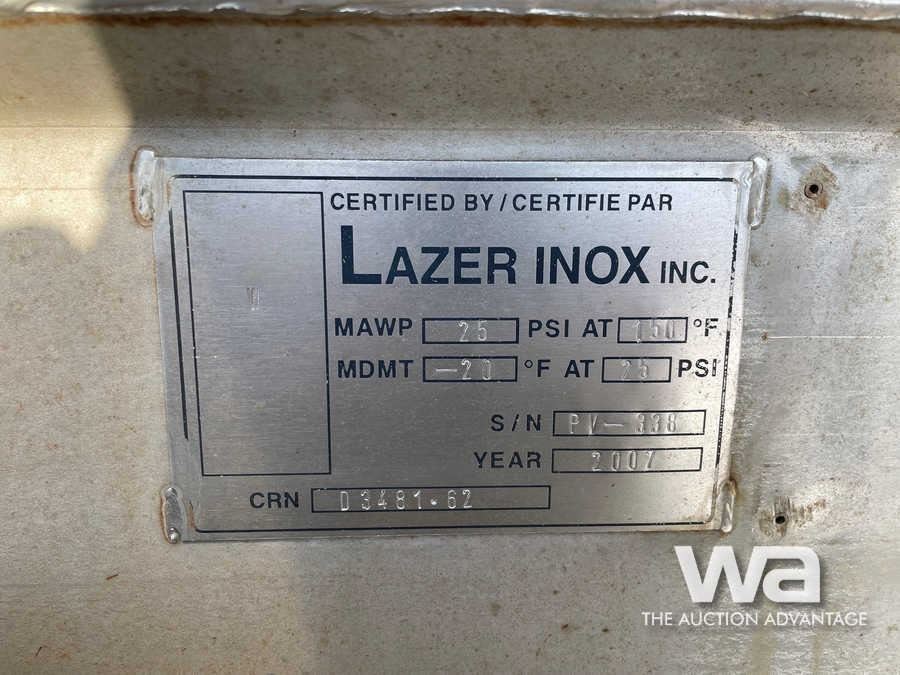 CERTIFIED BY / CERTIFIE PAR
LAZER INOX INC.
MAWP 25 PSI AT 150 °F
MDMT -20 °F AT 25 PSI
S/N PV-338
YEAR 2007
CRN D3481.62
wa
THE AUCTION ADVANTAGE